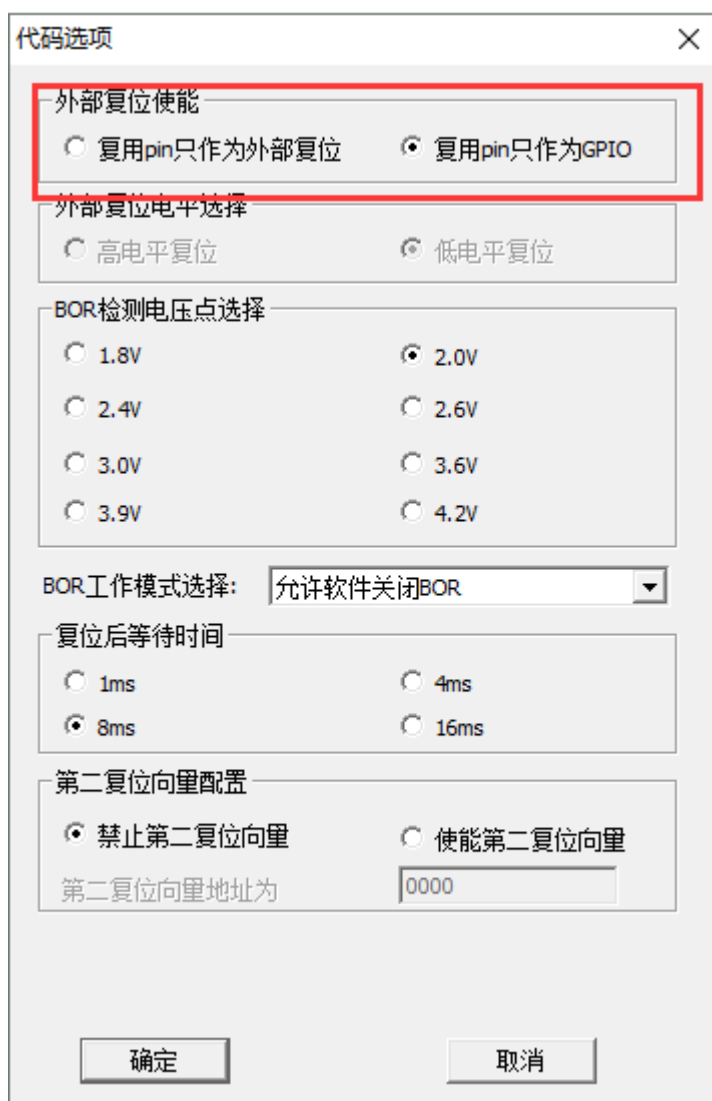 代码选项
外部复位使能
复用pin只作为外部复位 复用pin只作为GPIO
外部复位电平选择
高电平复位 低电平复位
BOR检测电压点选择
1.8V 2.0V
2.4V 2.6V
3.0V 3.6V
3.9V 4.2V
BOR工作模式选择: 允许软件关闭BOR
复位后等待时间
1ms 4ms
8ms 16ms
第二复位向量配置
禁止第二复位向量 使能第二复位向量
第二复位向量地址为 0000
确定 取消